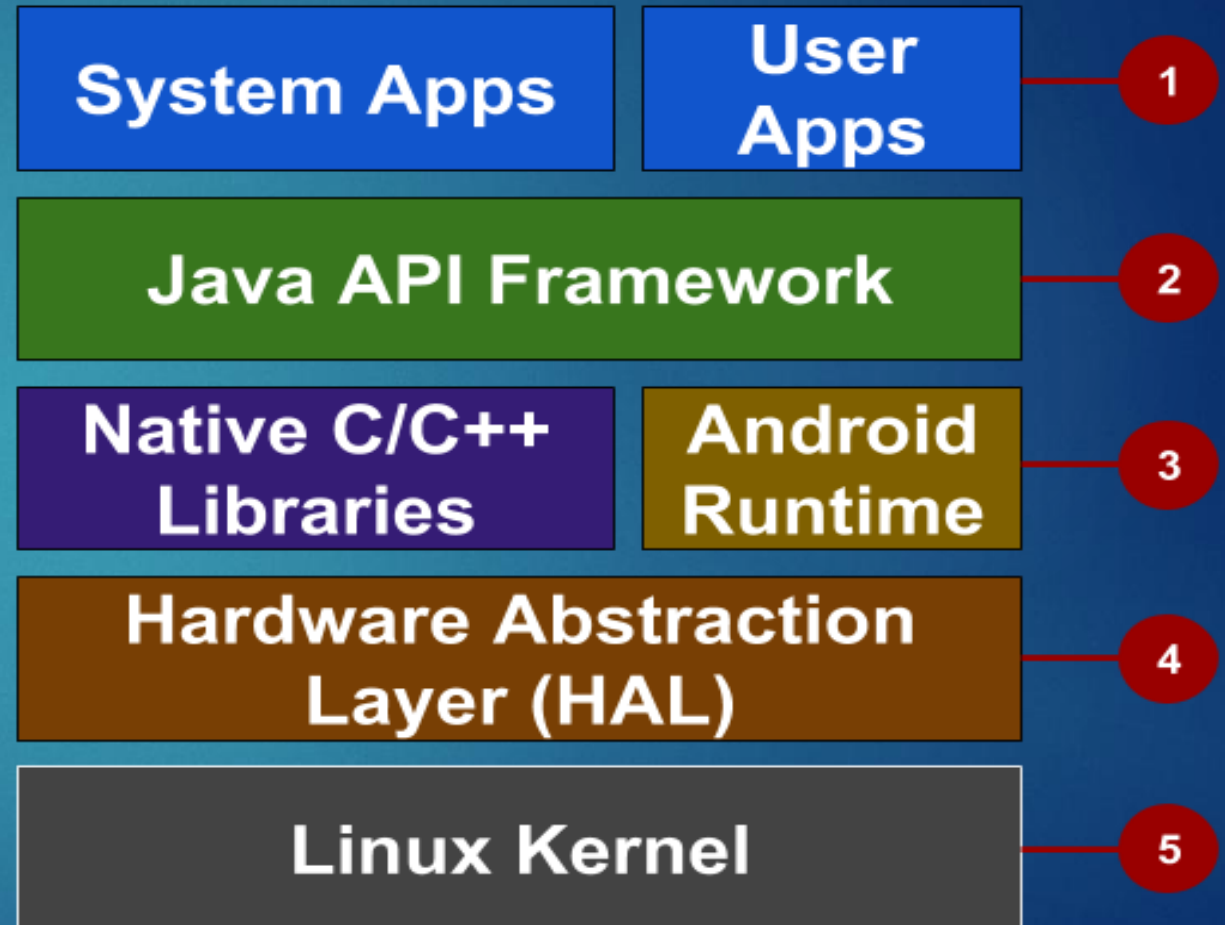 System Apps
User
Apps
1
Java API Framework
2
Native C/C++
Libraries
Android
Runtime
3
Hardware Abstraction
Layer (HAL)
4
Linux Kernel
5